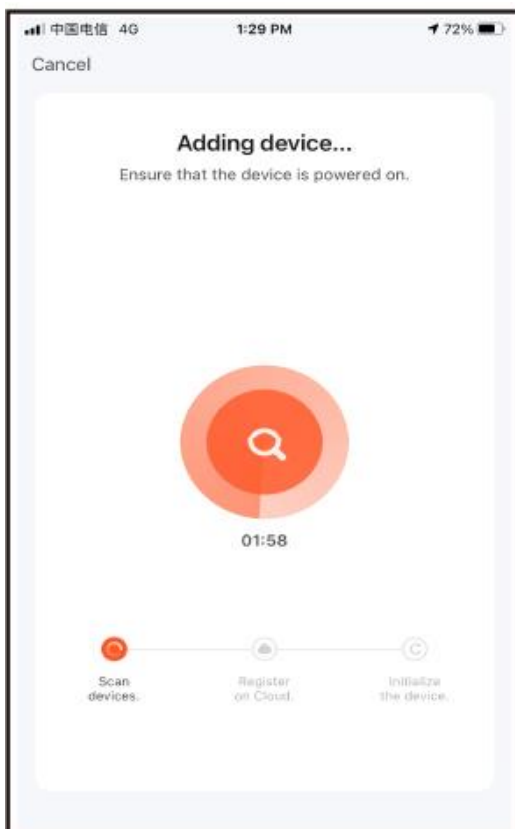 中国电信 4G 1:29 PM 72%
Cancel
Adding device...
Ensure that the device is powered on.
01:58
Scan devices.
Register on Cloud.
Initialize the device.